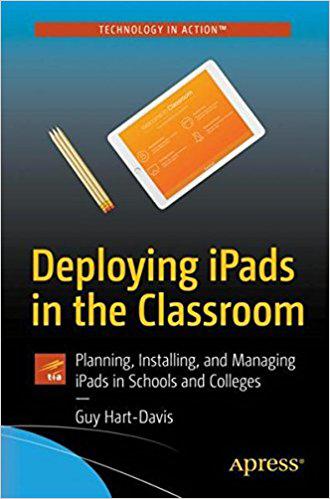 TECHNOLOGY IN ACTION™
Deploying iPads
in the Classroom
tia
Planning, Installing, and Managing
iPads in Schools and Colleges
Guy Hart-Davis
Apress®